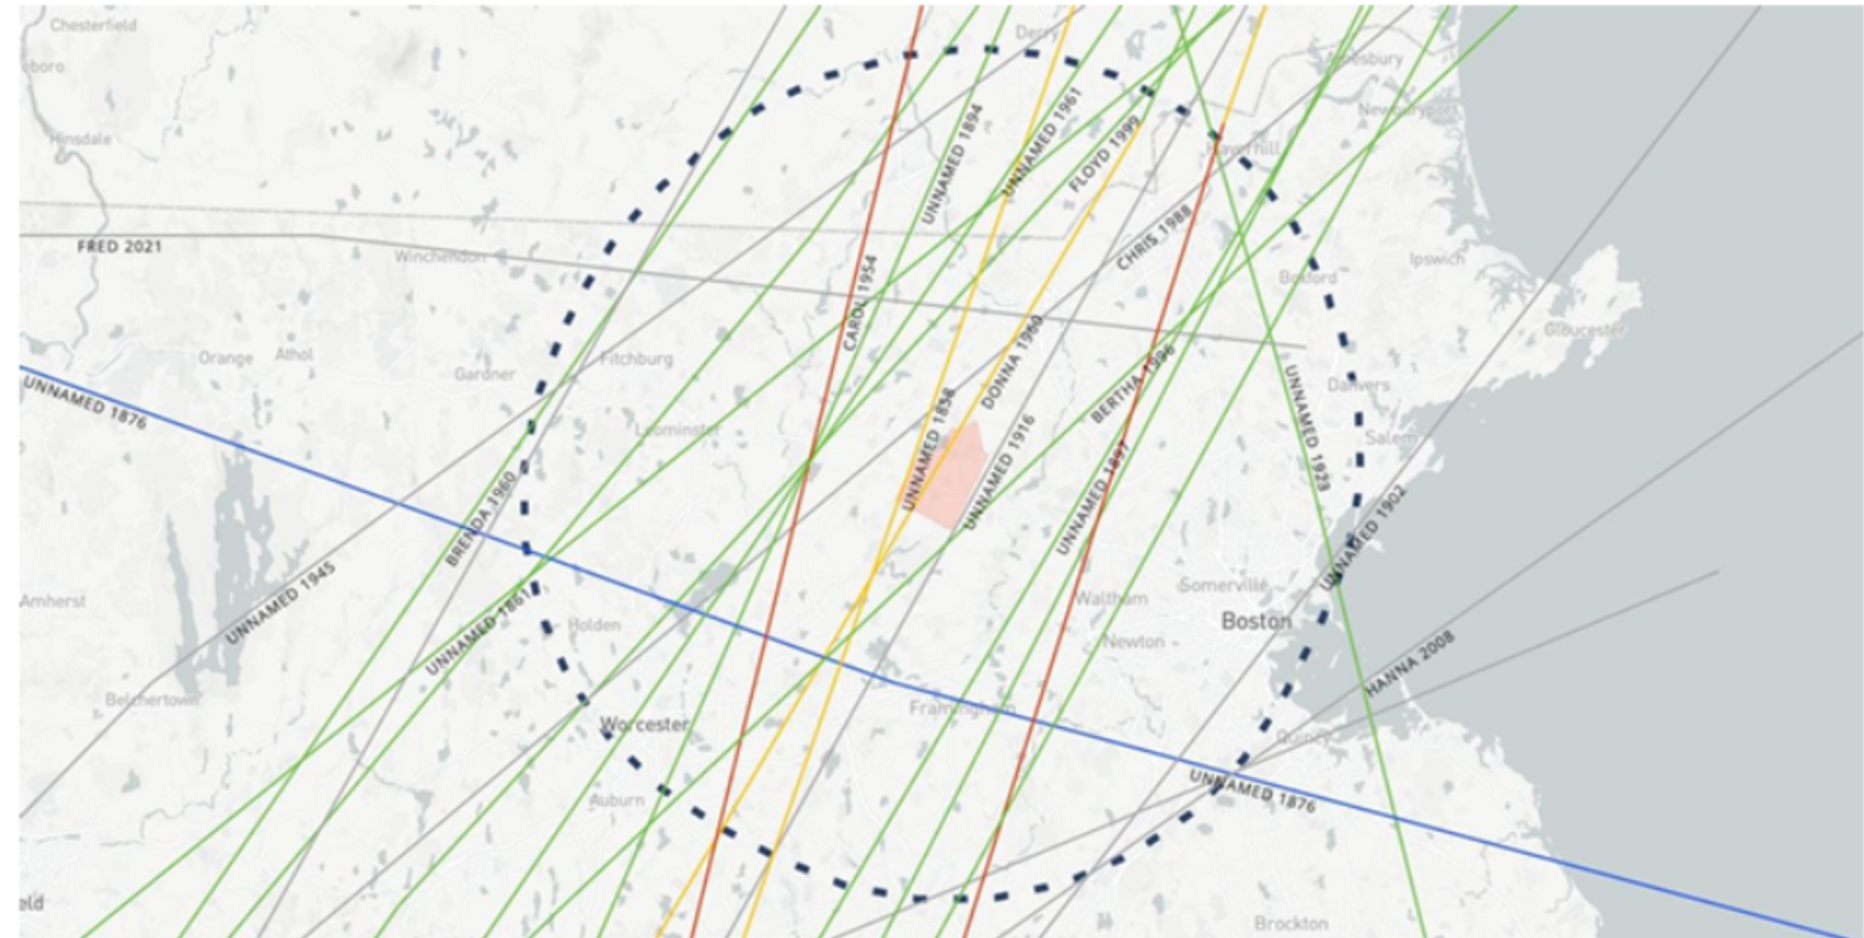 Chesterfield
Derry
eboro
Amesbury
Newburyport
Hinsdale
Haverhill
UNNAMED 1894
UNNAMED 1961
FLOYD 1999
CHRIS 1988
FRED 2021
Winchendon
CAROL 1954
Boxford
Ipswich
Gloucester
Orange
Athol
Fitchburg
Gardner
DONNA 1960
BERTHA 1996
Danvers
UNNAMED 1876
Leominster
UNNAMED 1858
UNNAMED 1916
UNNAMED 1897
UNNAMED 1923
Salem
BRENDA 1960
UNNAMED 1902
UNNAMED 1945
Amherst
UNNAMED 1861
Holden
Waltham
Somerville
Boston
Newton
HANNA 2008
Belchertown
Worcester
Framingham
Quincy
UNNAMED 1876
Auburn
eld
Brockton